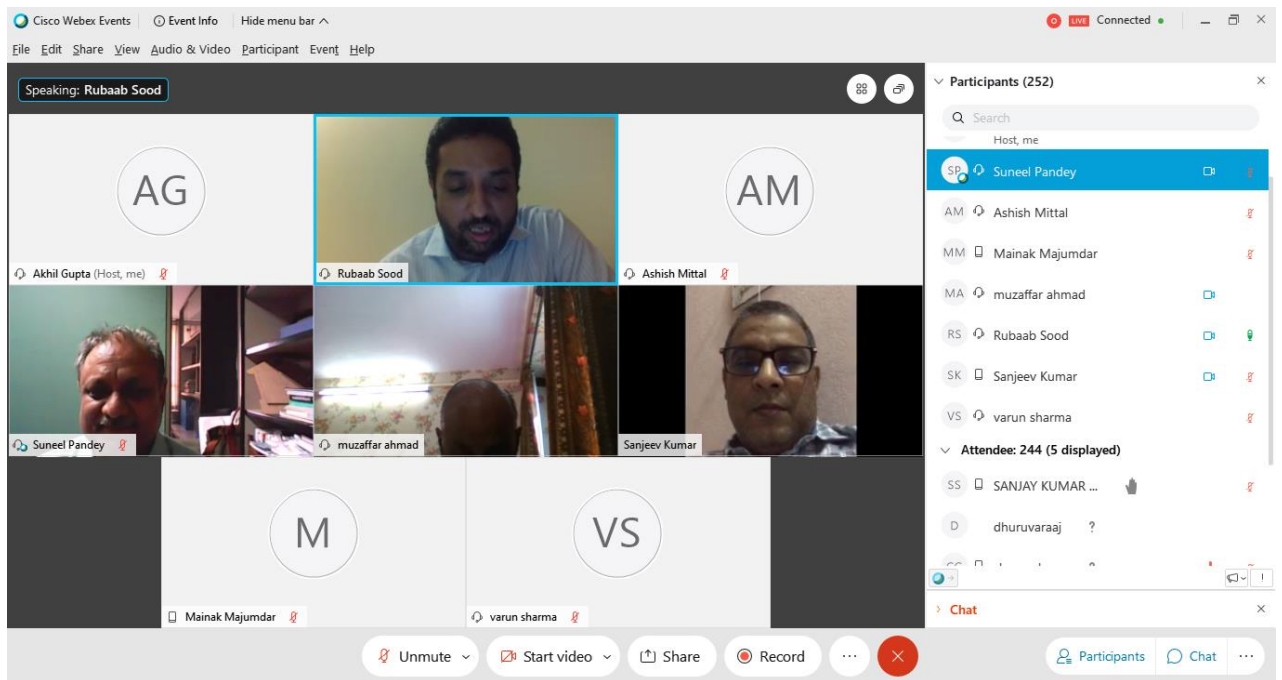 Cisco Webex Events
Event Info
Hide menu bar
LIVE Connected
File Edit Share View Audio & Video Participant Event Help
Speaking: Rubaab Sood
AG
Akhil Gupta (Host, me)
Rubaab Sood
AM
Ashish Mittal
Suneel Pandey
muzaffar ahmad
Sanjeev Kumar
M
Mainak Majumdar
VS
varun sharma
Unmute
Start video
Share
Record
Participants (252)
Search
Host, me
SP Suneel Pandey
AM Ashish Mittal
MM Mainak Majumdar
MA muzaffar ahmad
RS Rubaab Sood
SK Sanjeev Kumar
VS varun sharma
Attendee: 244 (5 displayed)
SS SANJAY KUMAR ...
D dhuruvaraaj ?
Chat
Participants
Chat